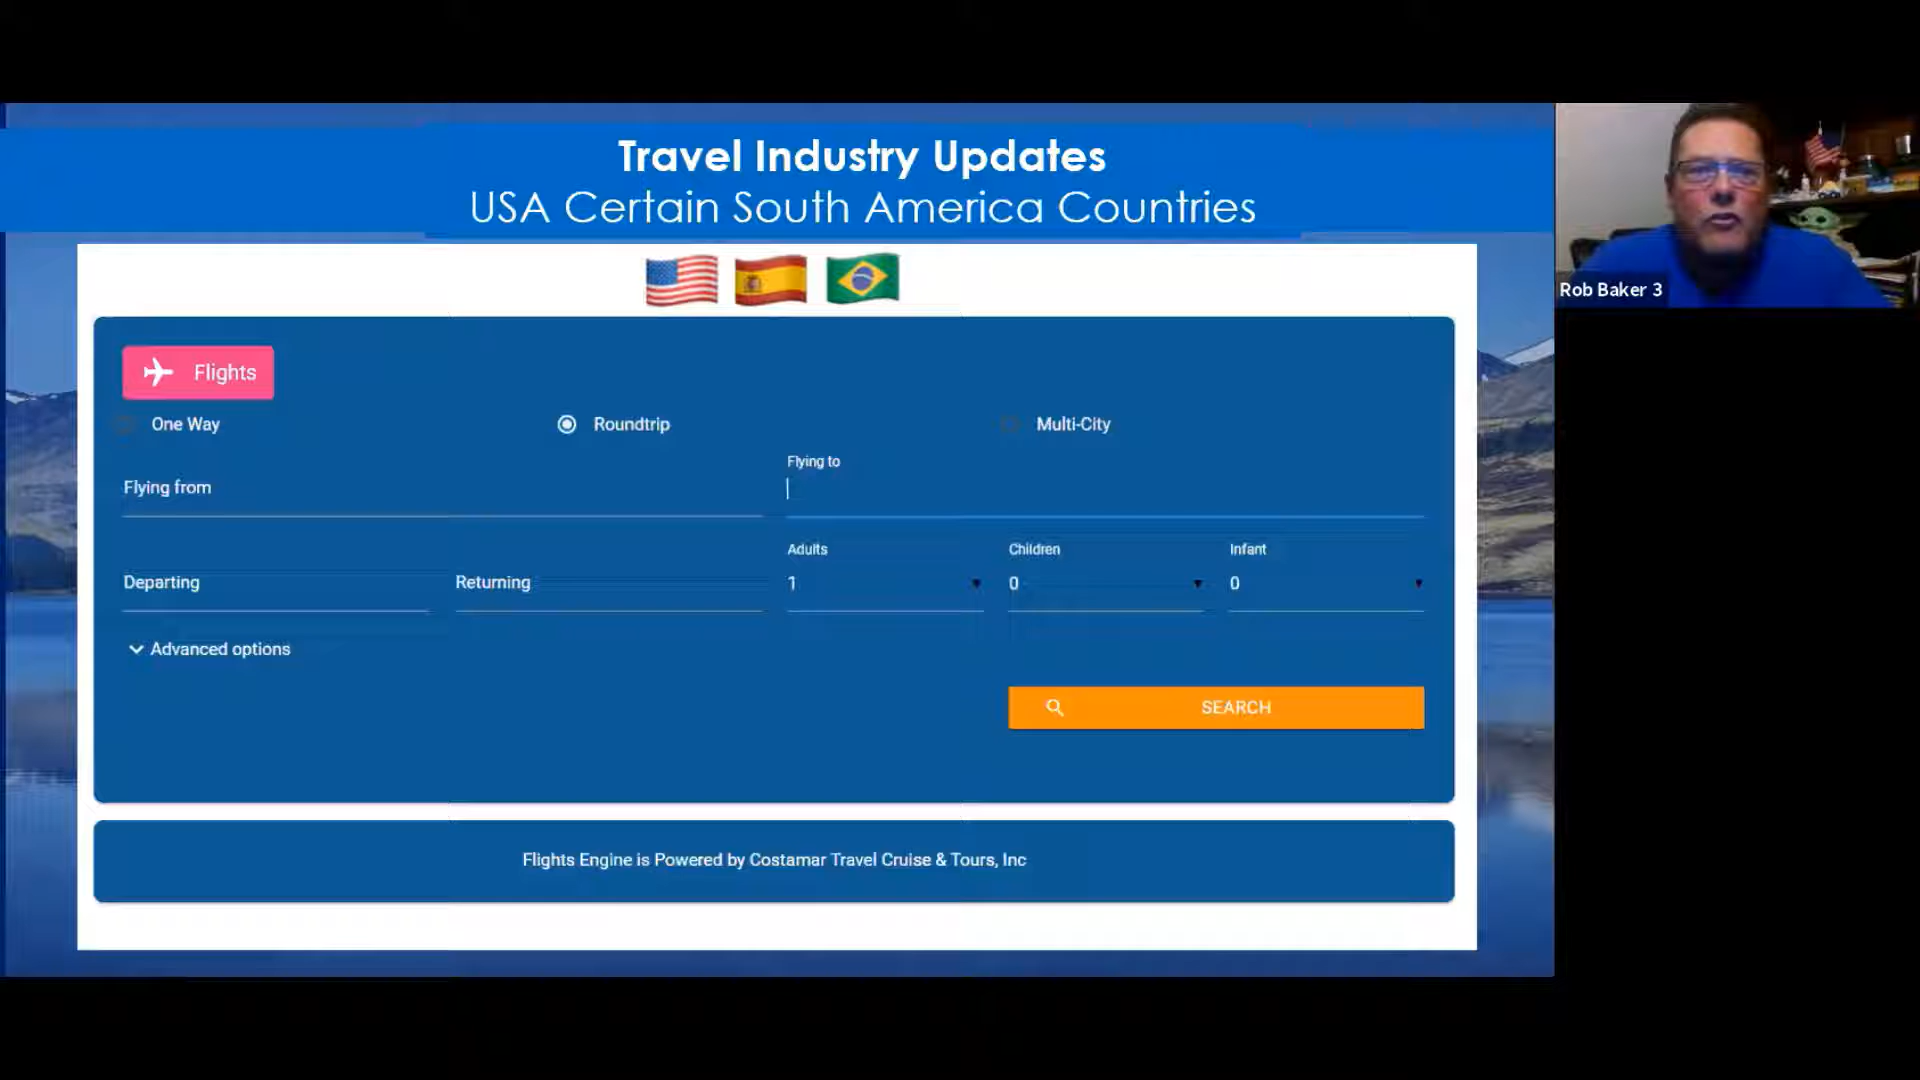 Travel Industry Updates
USA Certain South America Countries
Rob Baker 3
Flights
One Way
Roundtrip
Multi-City
Flying from
Flying to
Departing
Returning
Adults
1
Children
0
Infant
0
Advanced options
SEARCH
Flights Engine is Powered by Costamar Travel Cruise & Tours, Inc